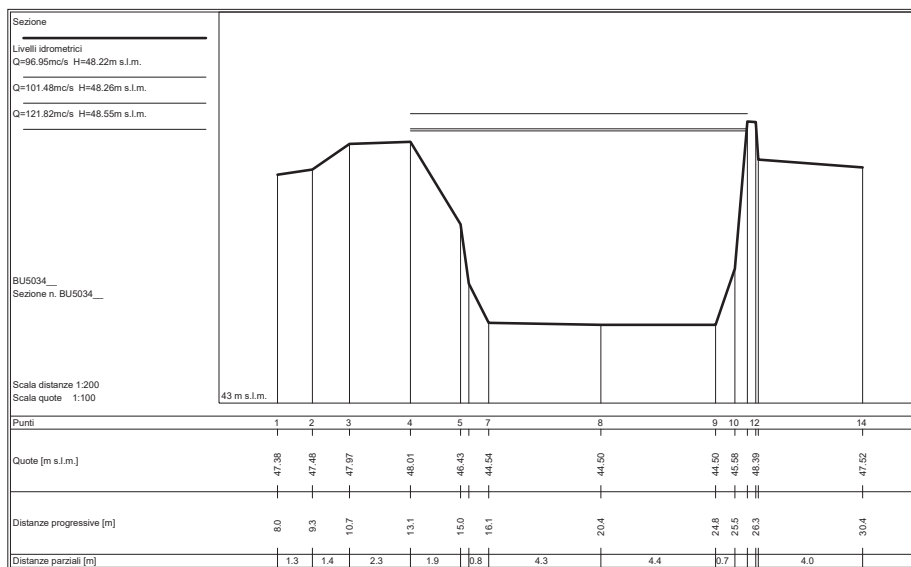 Sezione
Livelli idrometrici
Q=96.95mc/s H=48.22m s.l.m.
Q=101.48mc/s H=48.26m s.l.m.
Q=121.82mc/s H=48.55m s.l.m.
BU5034__
Sezione n. BU5034__
Scala distanze 1:200
Scala quote 1:100
43 m s.l.m.
Punti 1 2 3 4 5 7 8 9 10 12 14
Quote [m s.l.m.] 47.38 47.48 47.97 48.01 46.43 44.54 44.50 44.50 45.58 48.39 47.52
Distanze progressive [m] 8.0 9.3 10.7 13.1 15.0 16.1 20.4 24.8 25.5 26.3 30.4
Distanze parziali [m] 1.3 1.4 2.3 1.9 0.8 4.3 4.4 0.7 4.0